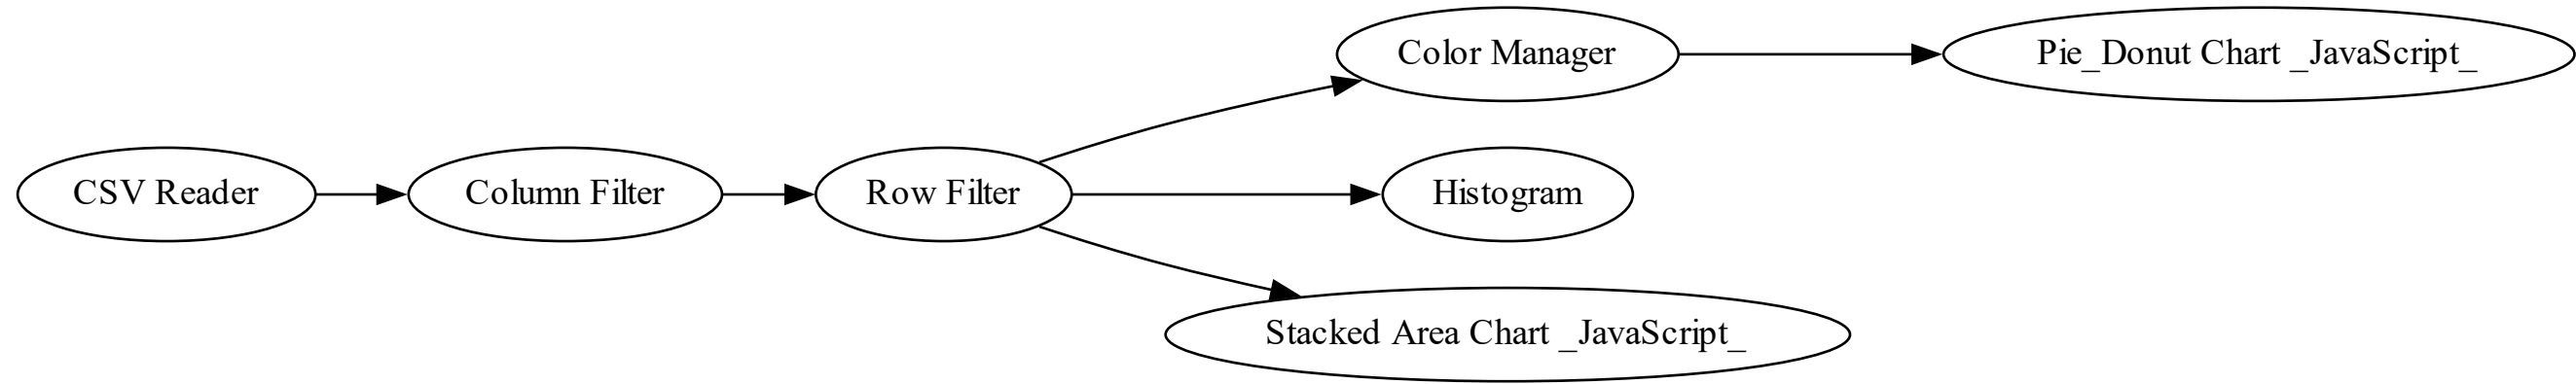 Color Manager
Pie_Donut Chart _JavaScript_
CSV Reader
Column Filter
Row Filter
Histogram
Stacked Area Chart _JavaScript_